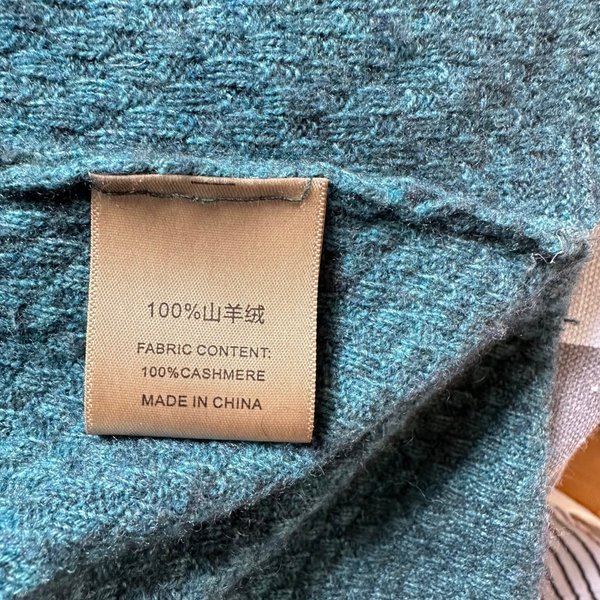 100%山羊绒
FABRIC CONTENT:
100%CASHMERE
MADE IN CHINA